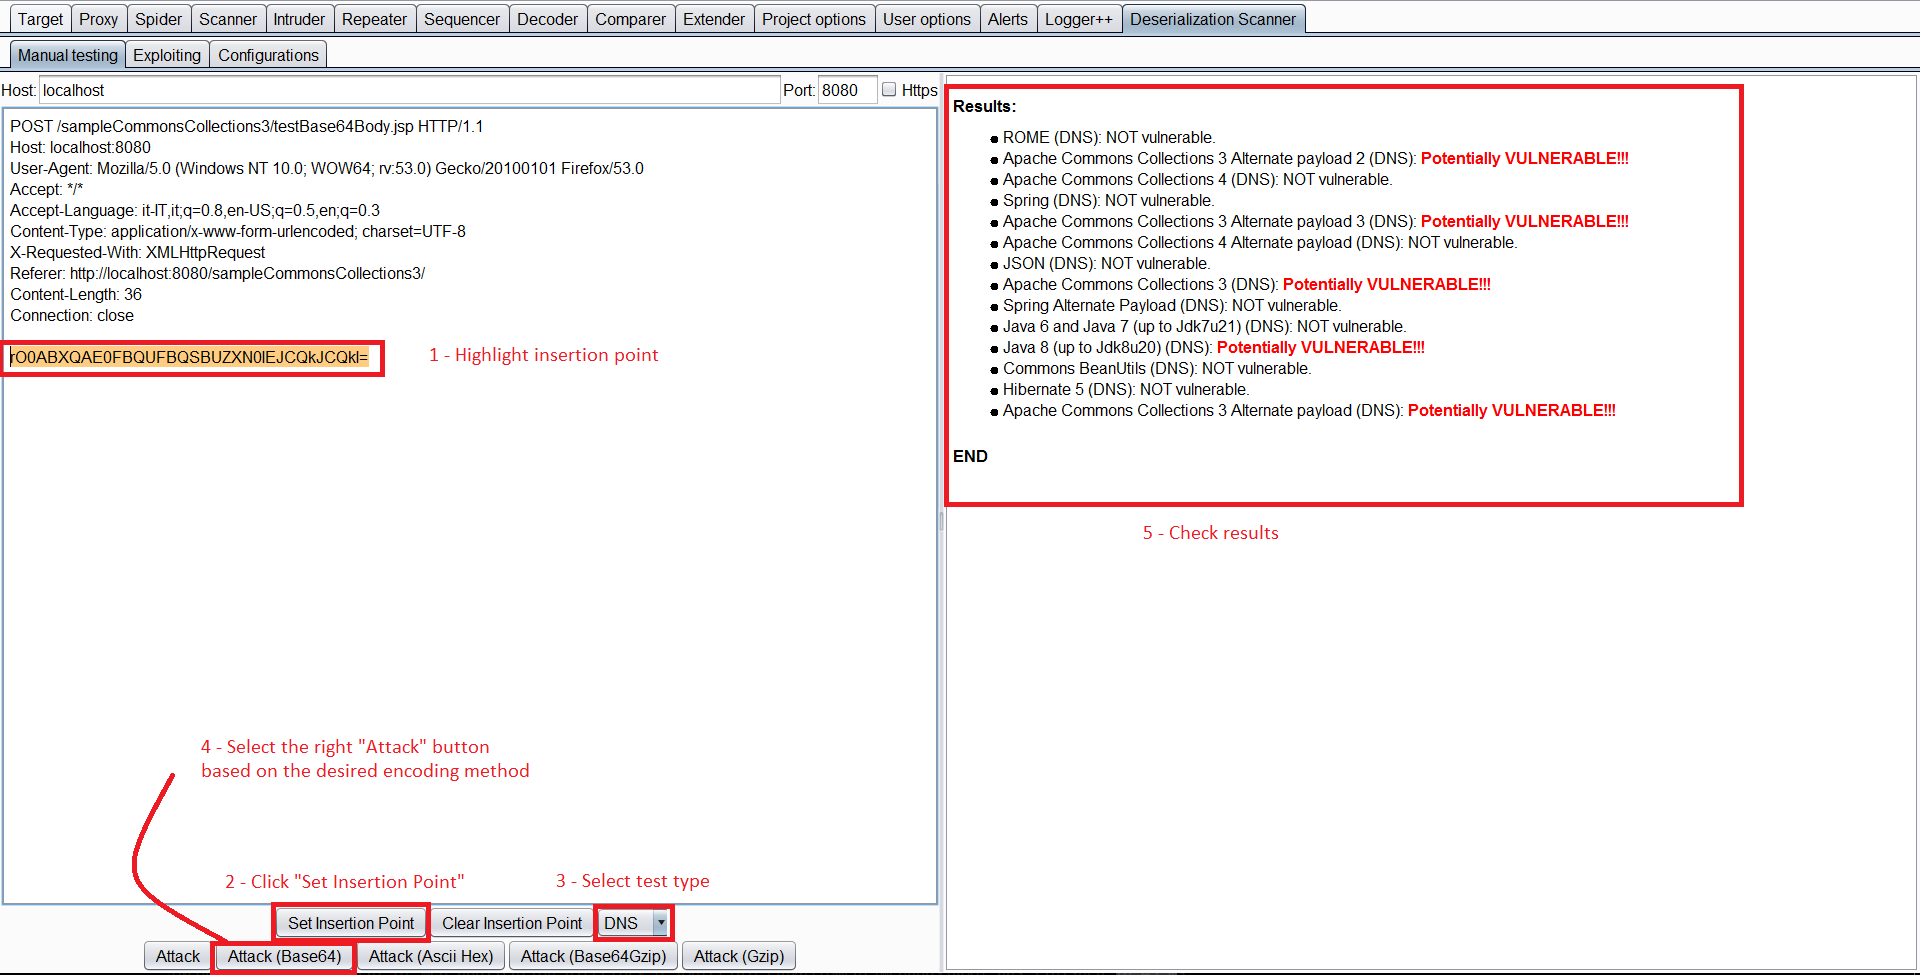 Target Proxy Spider Scanner Intruder Repeater Sequencer Decoder Comparer Extender Project options User options Alerts Logger++ Deserialization Scanner
Manual testing Exploiting Configurations
Host: localhost Port: 8080 Https
POST /sampleCommonsCollections3/testBase64Body.jsp HTTP/1.1
Host: localhost:8080
User-Agent: Mozilla/5.0 (Windows NT 10.0; WOW64; rv:53.0) Gecko/20100101 Firefox/53.0
Accept: */*
Accept-Language: it-IT,it;q=0.8,en-US;q=0.5,en;q=0.3
Content-Type: application/x-www-form-urlencoded; charset=UTF-8
X-Requested-With: XMLHttpRequest
Referer: http://localhost:8080/sampleCommonsCollections3/
Content-Length: 36
Connection: close
rO0ABXQAE0FBQUFBQSBUZXN0IEJCQkJCQkI=
1 - Highlight insertion point
4 - Select the right "Attack" button
based on the desired encoding method
2 - Click "Set Insertion Point"
3 - Select test type
Set Insertion Point Clear Insertion Point DNS
Attack Attack (Base64) Attack (Ascii Hex) Attack (Base64Gzip) Attack (Gzip)
Results:
ROME (DNS): NOT vulnerable.
Apache Commons Collections 3 Alternate payload 2 (DNS): Potentially VULNERABLE!!!
Apache Commons Collections 4 (DNS): NOT vulnerable.
Spring (DNS): NOT vulnerable.
Apache Commons Collections 3 Alternate payload 3 (DNS): Potentially VULNERABLE!!!
Apache Commons Collections 4 Alternate payload (DNS): NOT vulnerable.
JSON (DNS): NOT vulnerable.
Apache Commons Collections 3 (DNS): Potentially VULNERABLE!!!
Spring Alternate Payload (DNS): NOT vulnerable.
Java 6 and Java 7 (up to Jdk7u21) (DNS): NOT vulnerable.
Java 8 (up to Jdk8u20) (DNS): Potentially VULNERABLE!!!
Commons BeanUtils (DNS): NOT vulnerable.
Hibernate 5 (DNS): NOT vulnerable.
Apache Commons Collections 3 Alternate payload (DNS): Potentially VULNERABLE!!!
END
5 - Check results